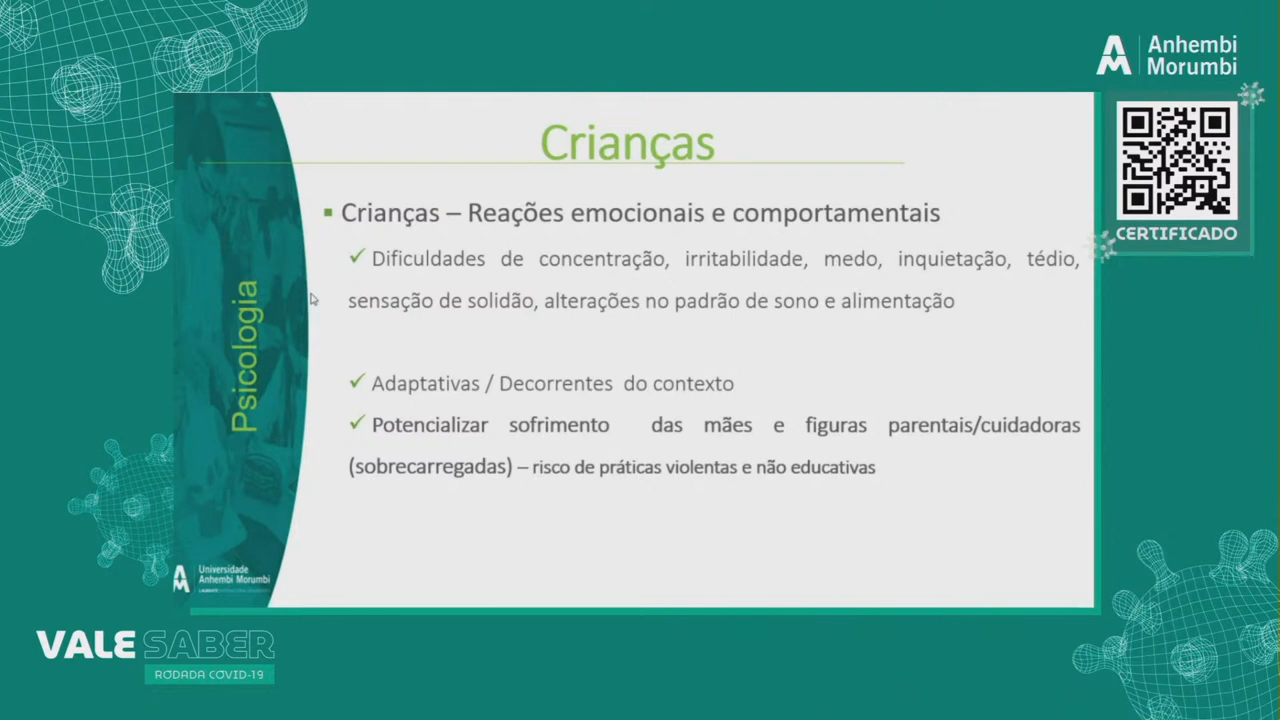 Anhembi
Morumbi
Crianças
Crianças – Reações emocionais e comportamentais
Dificuldades de concentração, irritabilidade, medo, inquietação, tédio,
sensação de solidão, alterações no padrão de sono e alimentação
Adaptativas / Decorrentes do contexto
Potencializar sofrimento das mães e figuras parentais/cuidadoras
(sobrecarregadas) – risco de práticas violentas e não educativas
Psicologia
Universidade
Anhembi Morumbi
CERTIFICADO
VALE SABER
RODADA COVID-19